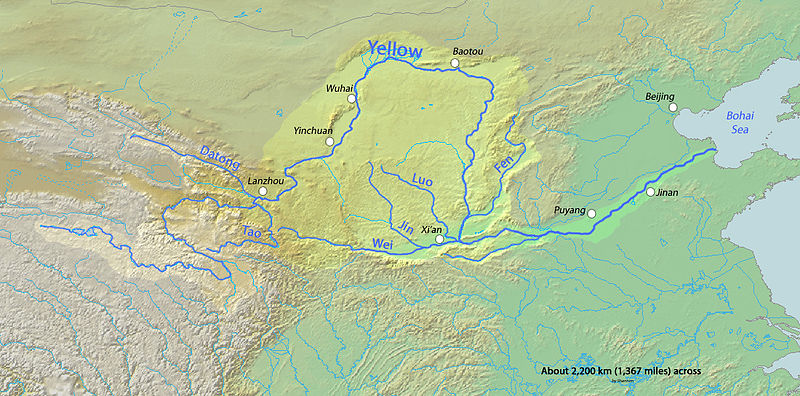 Yellow
Baotou
Wuhai
Beijing
Bohai
Sea
Yinchuan
Datong
Fen
Lanzhou
Luo
Jinan
Puyang
Tao
Jin
Xi'an
Wei
About 2,200 km (1,367 miles) across